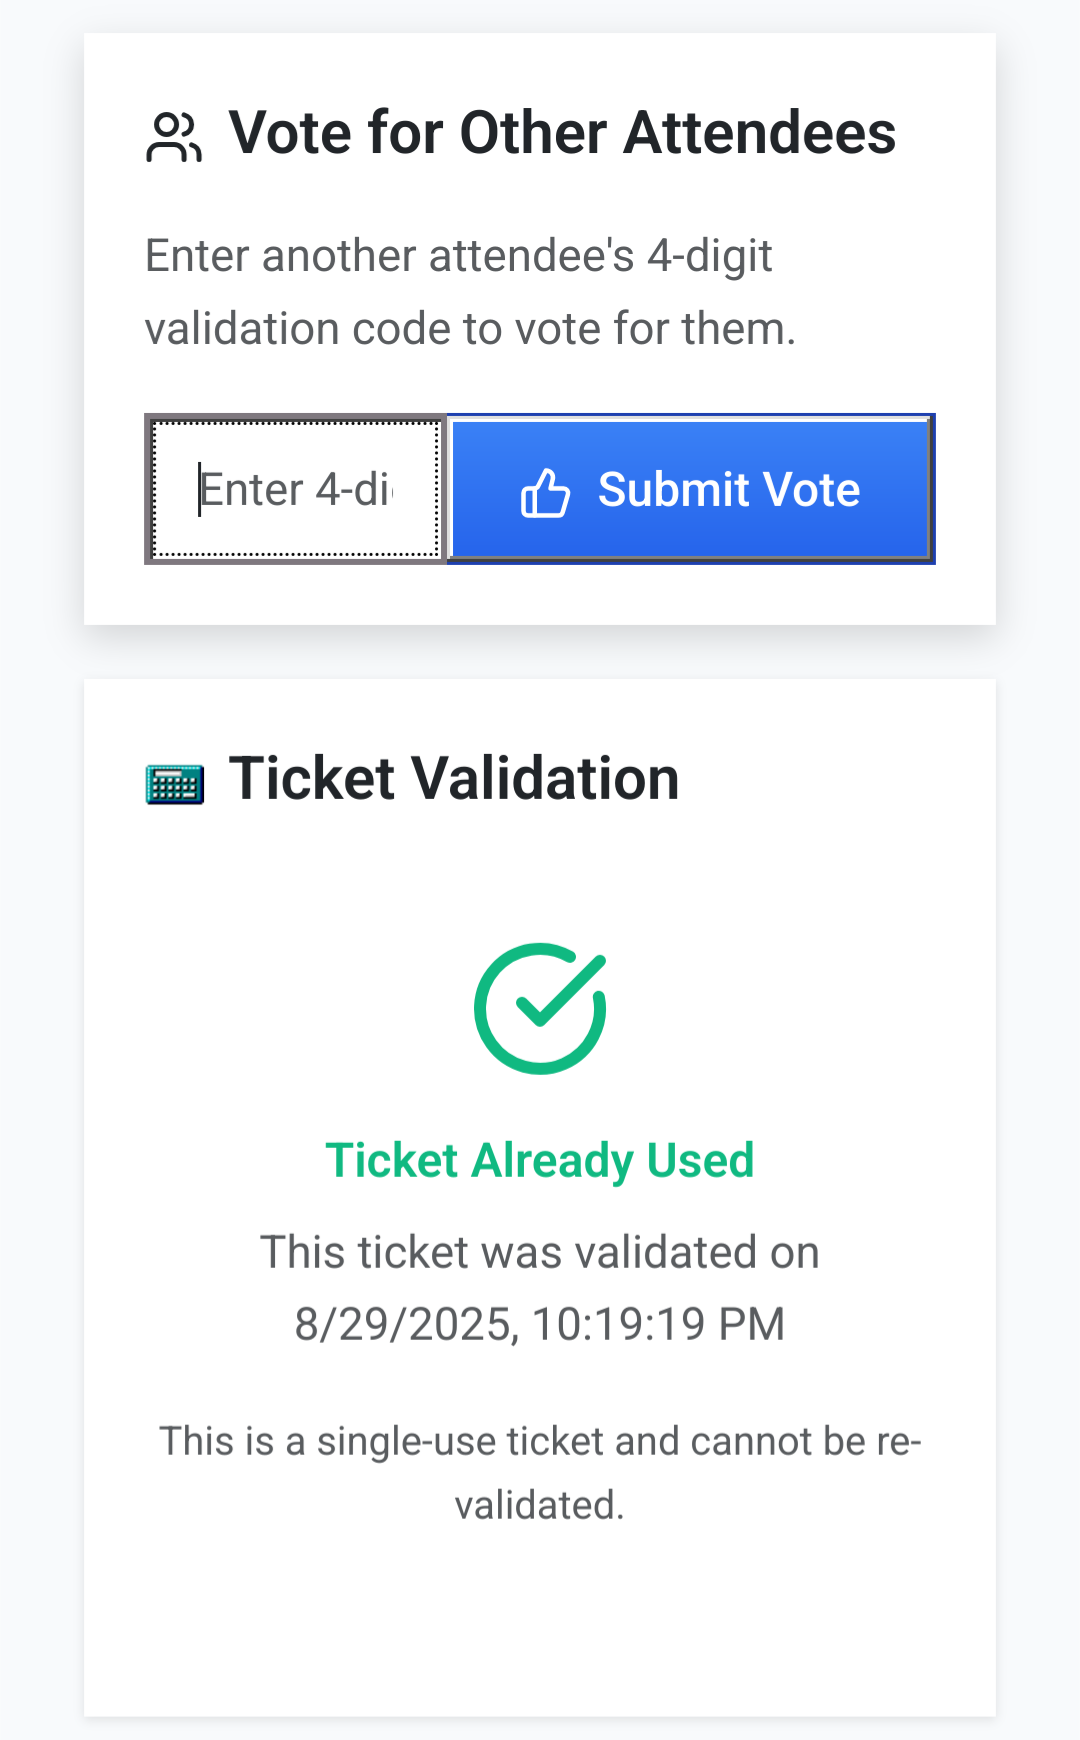 Vote for Other Attendees
Enter another attendee's 4-digit
validation code to vote for them.
Enter 4-di
Submit Vote
Ticket Validation
Ticket Already Used
This ticket was validated on
8/29/2025, 10:19:19 PM
This is a single-use ticket and cannot be re-
validated.